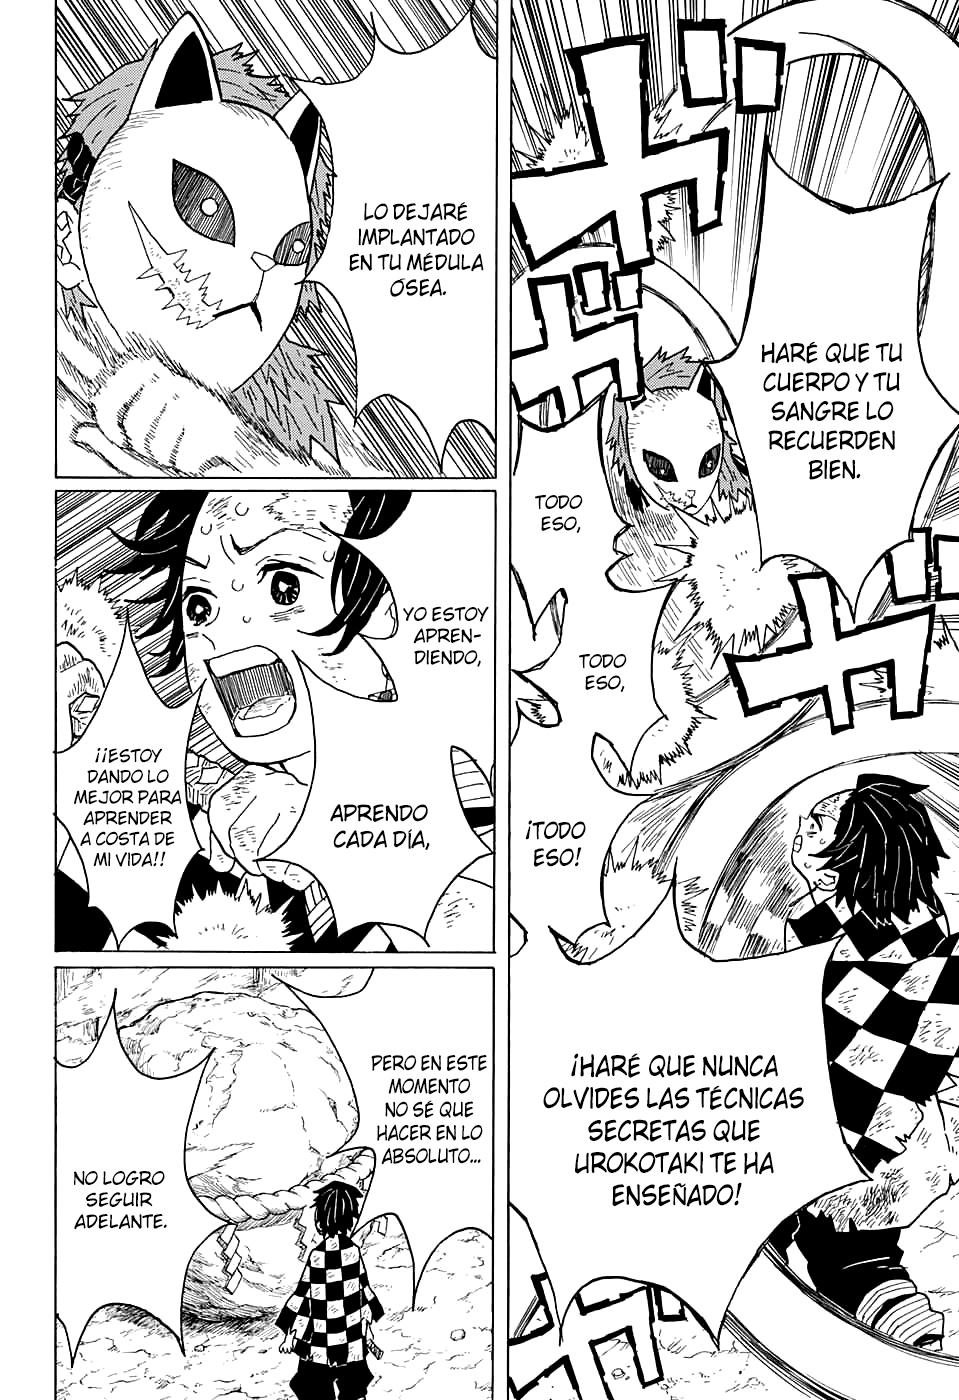 HARÉ QUE TU
CUERPO Y TU
SANGRE LO
RECUERDEN
BIEN.
TODO
ESO,
TODO
ESO,
¡TODO
ESO!
¡HARÉ QUE NUNCA
OLVIDES LAS TÉCNICAS
SECRETAS QUE
UROKOTAKI TE HA
ENSEÑADO!
LO DEJARÉ
IMPLANTADO
EN TU MÉDULA
ÓSEA.
YO ESTOY
APREN-
DIENDO,
APRENDO
CADA DÍA,
¡¡ESTOY
DANDO LO
MEJOR PARA
APRENDER
A COSTA DE
MI VIDA!!
PERO EN ESTE
MOMENTO
NO SÉ QUE
HACER EN LO
ABSOLUTO...
NO LOGRO
SEGUIR
ADELANTE.